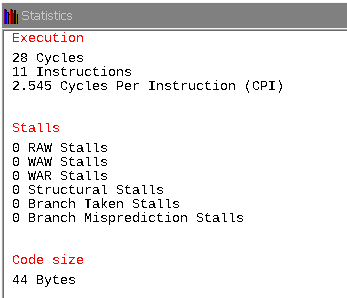 Statistics
Execution
28 Cycles
11 Instructions
2.545 Cycles Per Instruction (CPI)
Stalls
0 RAW Stalls
0 WAW Stalls
0 WAR Stalls
0 Structural Stalls
0 Branch Taken Stalls
0 Branch Misprediction Stalls
Code size
44 Bytes